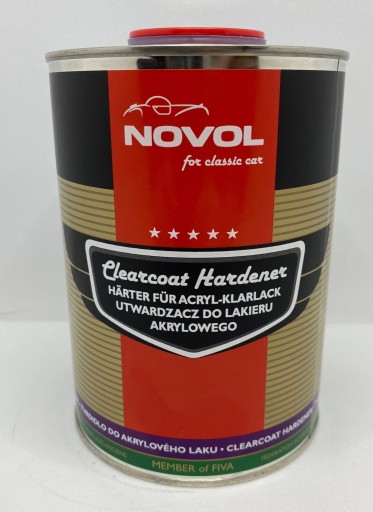 NOVOL
for classic car
Clearcoat Hardener
HÄRTER FÜR ACRYL-KLARLACK
UTWARDZACZ DO LAKIERU
AKRYLOWEGO
DO AKRYLOVÉHO LAKU • CLEARCOAT HARDENER
MEMBER of FIVA